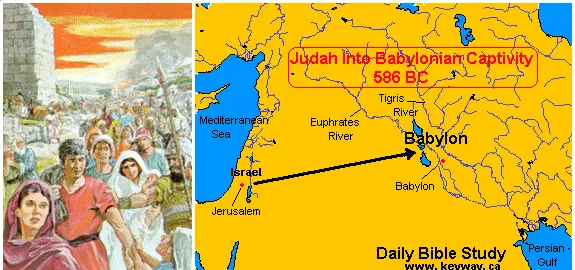 Judah Into Babylonian Captivity
586 BC
Tigris
River
Mediterranean
Sea
Euphrates
River
Babylon
Israel
Babylon
Jerusalem
Persian
Gulf
Daily Bible Study
www.keyway.ca